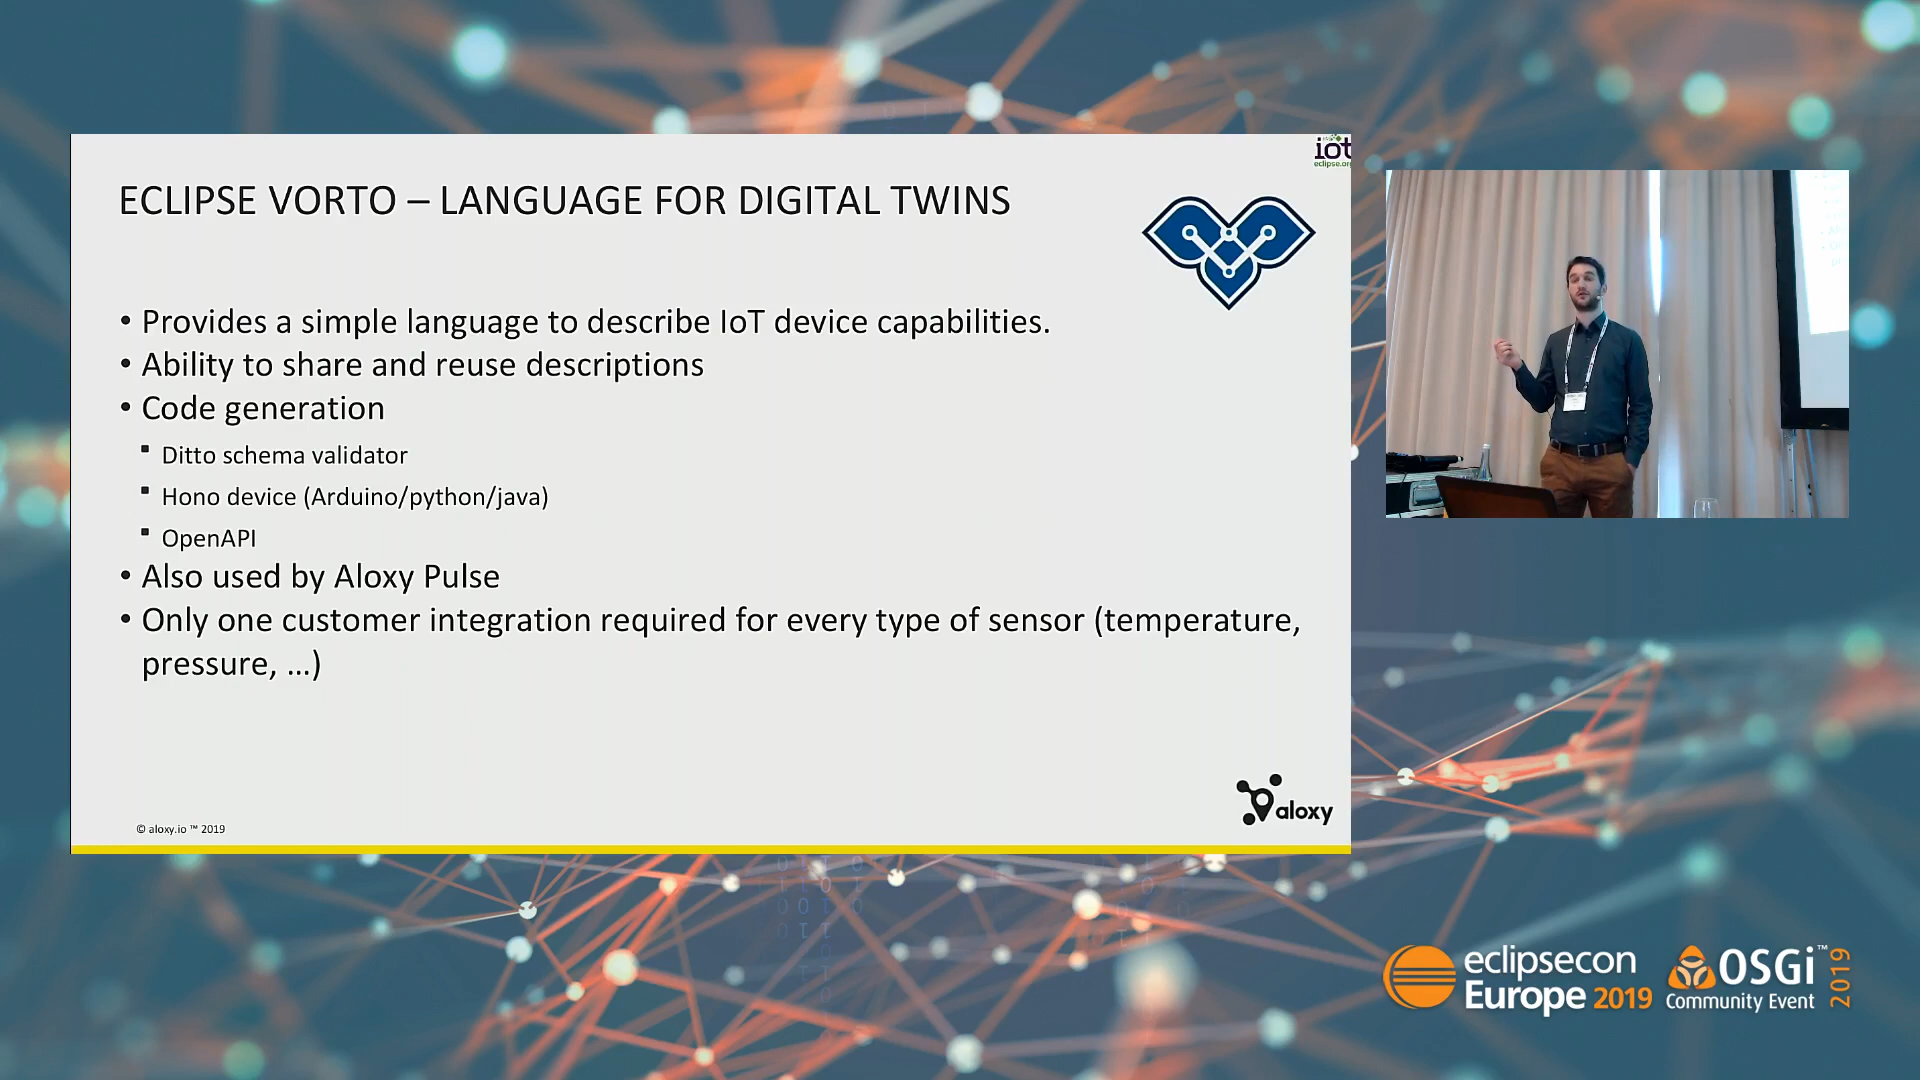 iot
eclipse.org
ECLIPSE VORTO – LANGUAGE FOR DIGITAL TWINS
• Provides a simple language to describe IoT device capabilities.
• Ability to share and reuse descriptions
• Code generation
▪ Ditto schema validator
▪ Hono device (Arduino/python/java)
▪ OpenAPI
• Also used by Aloxy Pulse
• Only one customer integration required for every type of sensor (temperature,
pressure, ...)
© aloxy.io ™ 2019
aloxy
eclipsecon
Europe 2019
OSGi™
Community Event
2019